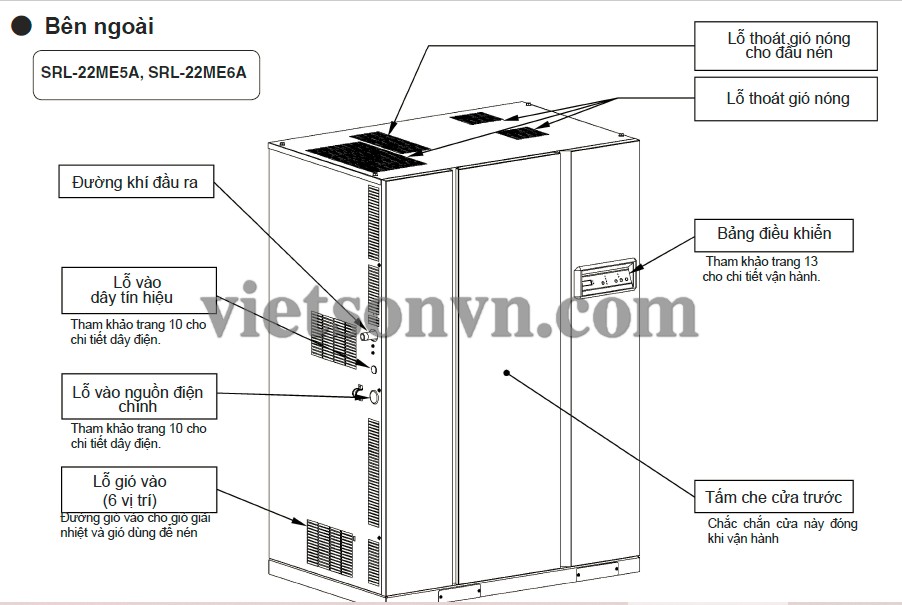 Bên ngoài
SRL-22ME5A, SRL-22ME6A
Lỗ thoát gió nóng
cho đầu nén
Lỗ thoát gió nóng
Đường khí đầu ra
Bảng điều khiển
Tham khảo trang 13
cho chi tiết vận hành.
Lỗ vào
dây tín hiệu
Tham khảo trang 10 cho
chi tiết dây điện.
vietsonvn.com
Lỗ vào nguồn điện
chính
Tham khảo trang 10 cho
chi tiết dây điện.
Lỗ gió vào
(6 vị trí)
Đường gió vào cho gió giải
nhiệt và gió dùng để nén
Tấm che cửa trước
Chắc chắn cửa này đóng
khi vận hành